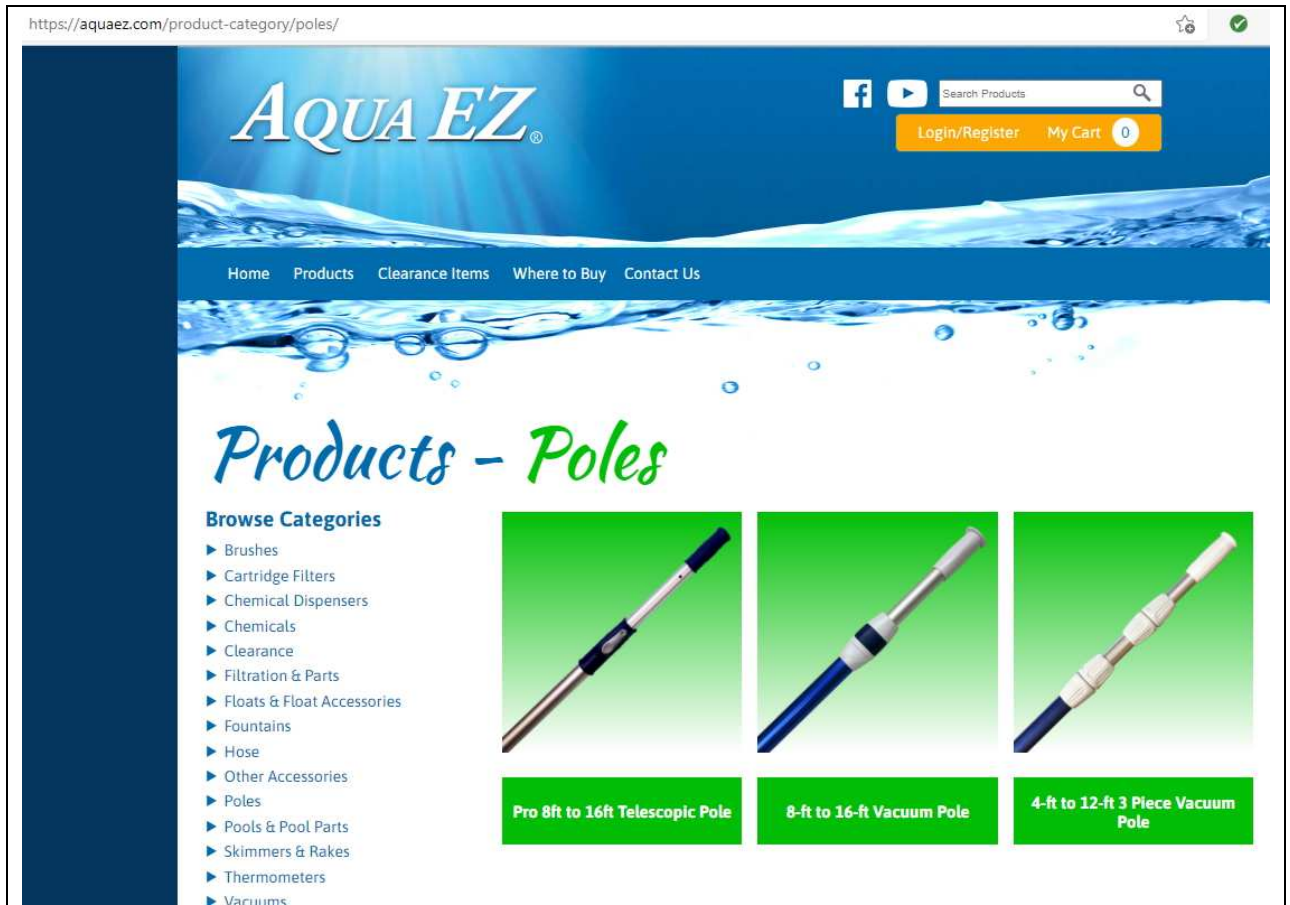 https://aquaez.com/product-category/poles/
AQUA EZ®
Search Products
Login/Register My Cart 0
Home Products Clearance Items Where to Buy Contact Us
Products - Poles
Browse Categories
Brushes
Cartridge Filters
Chemical Dispensers
Chemicals
Clearance
Filtration & Parts
Floats & Float Accessories
Fountains
Hose
Other Accessories
Poles
Pools & Pool Parts
Skimmers & Rakes
Thermometers
Vacuums
Pro 8ft to 16ft Telescopic Pole
8-ft to 16-ft Vacuum Pole
4-ft to 12-ft 3 Piece Vacuum
Pole